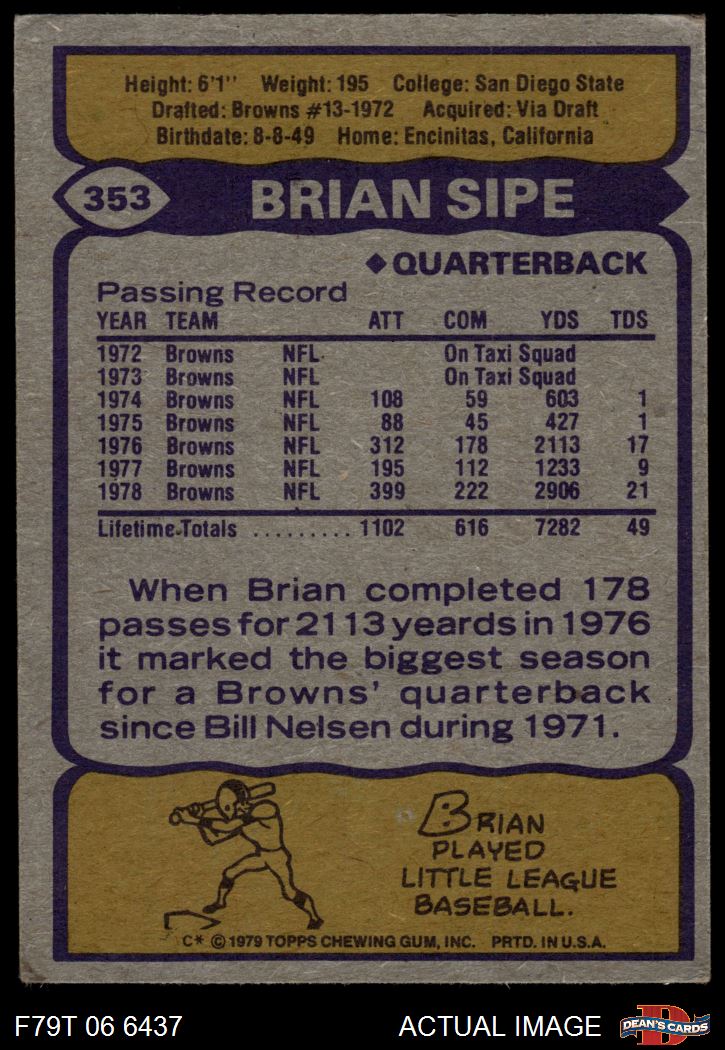 Height: 6'1'' Weight: 195 College: San Diego State
Drafted: Browns #13-1972 Acquired: Via Draft
Birthdate: 8-8-49 Home: Encinitas, California
353 BRIAN SIPE
◆ QUARTERBACK
Passing Record
YEAR TEAM ATT COM YDS TDS
1972 Browns NFL On Taxi Squad
1973 Browns NFL On Taxi Squad
1974 Browns NFL 108 59 603 1
1975 Browns NFL 88 45 427 1
1976 Browns NFL 312 178 2113 17
1977 Browns NFL 195 112 1233 9
1978 Browns NFL 399 222 2906 21
Lifetime Totals ......... 1102 616 7282 49
When Brian completed 178
passes for 2113 yeards in 1976
it marked the biggest season
for a Browns' quarterback
since Bill Nelsen during 1971.
BRIAN
PLAYED
LITTLE LEAGUE
BASEBALL.
C* © 1979 TOPPS CHEWING GUM, INC. PRTD. IN U.S.A.
F79T 06 6437 ACTUAL IMAGE D DEAN'S CARDS